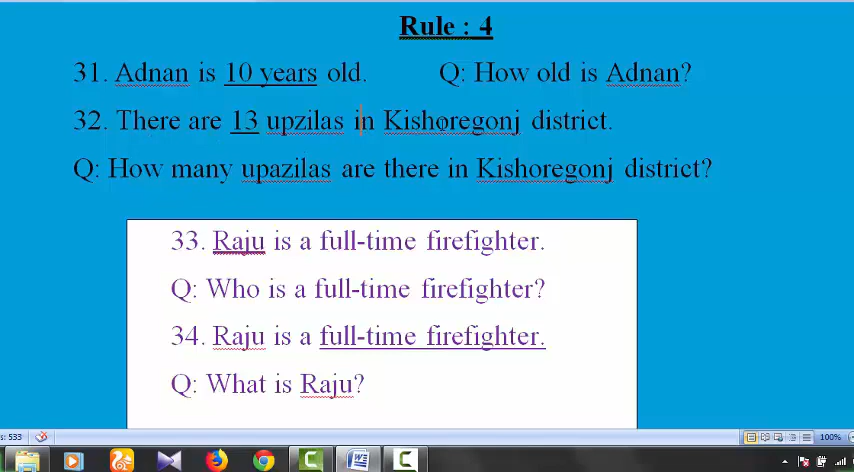 Rule : 4
31. Adnan is 10 years old. Q: How old is Adnan?
32. There are 13 upzilas in Kishoregonj district.
Q: How many upazilas are there in Kishoregonj district?
33. Raju is a full-time firefighter.
Q: Who is a full-time firefighter?
34. Raju is a full-time firefighter.
Q: What is Raju?
s: 533
100%